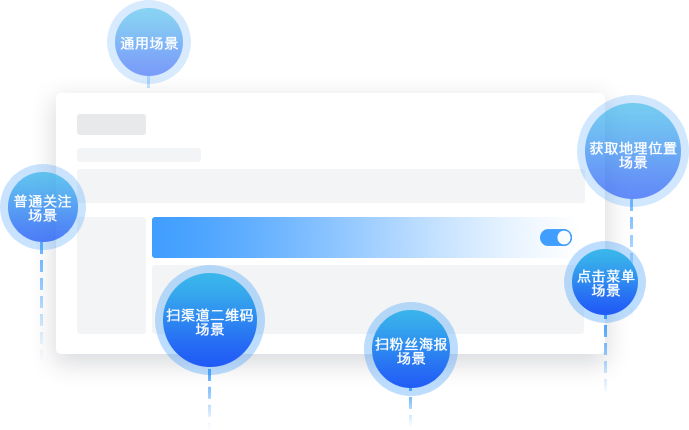 通用场景
获取地理位置
场景
普通关注
场景
点击菜单
场景
扫渠道二维码
场景
扫粉丝海报
场景